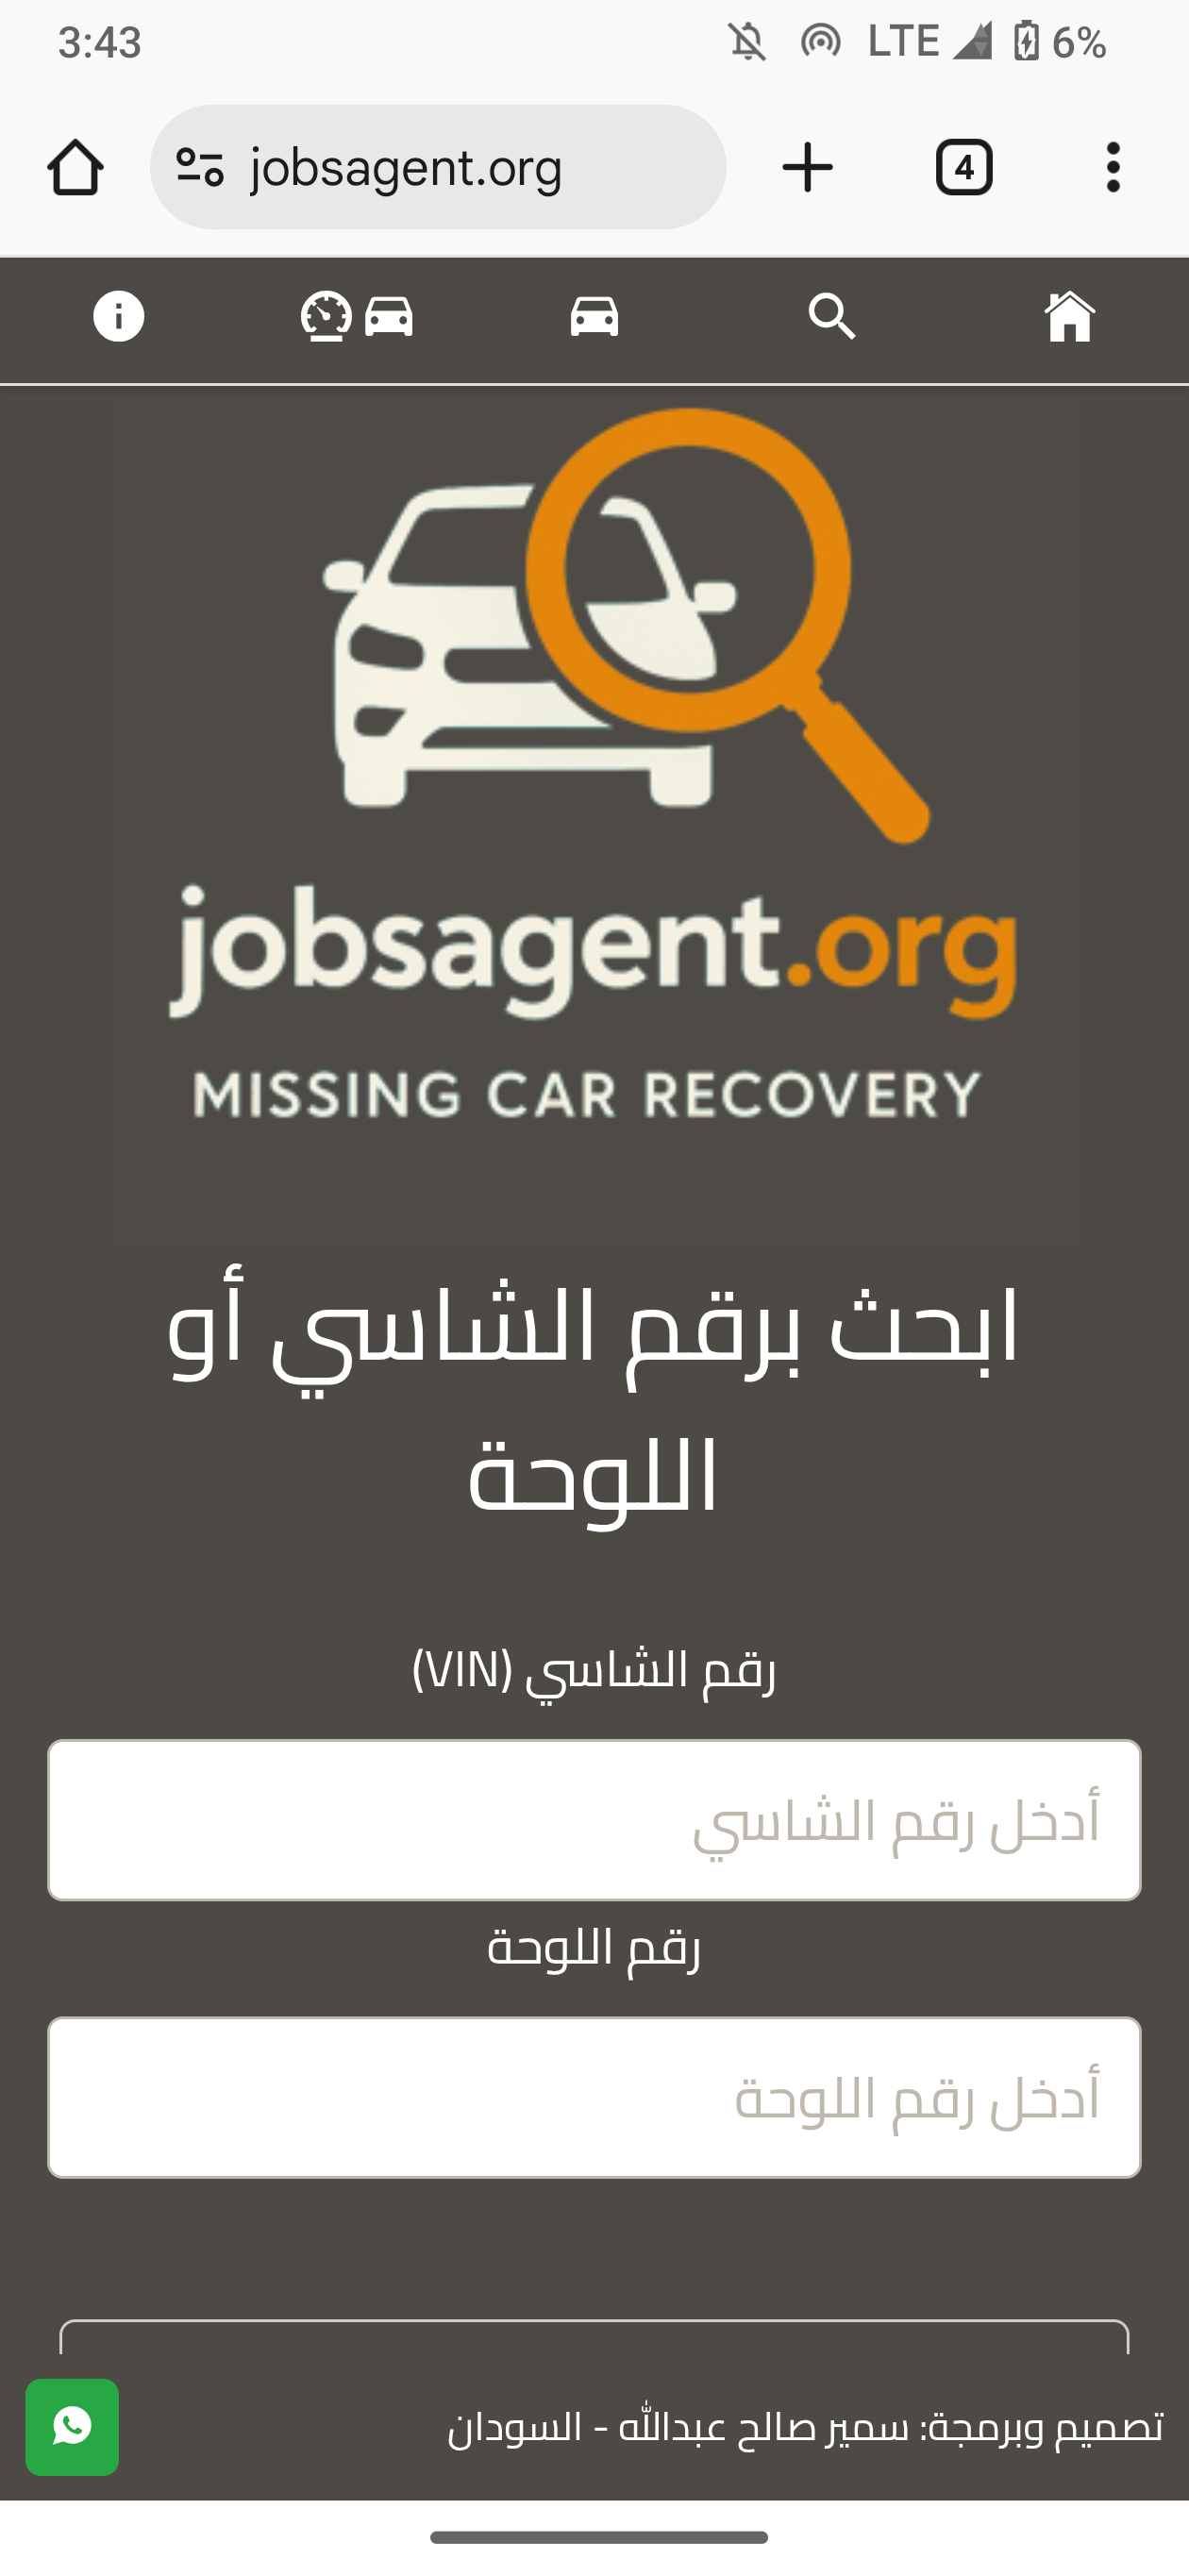 3:43
LTE
6%
jobsagent.org
4
jobsagent.org
MISSING CAR RECOVERY
ابحث برقم الشاسي أو
اللوحة
رقم الشاسي (VIN)
أدخل رقم الشاسي
رقم اللوحة
أدخل رقم اللوحة
تصميم وبرمجة: سمير صالح عبدالله - السودان